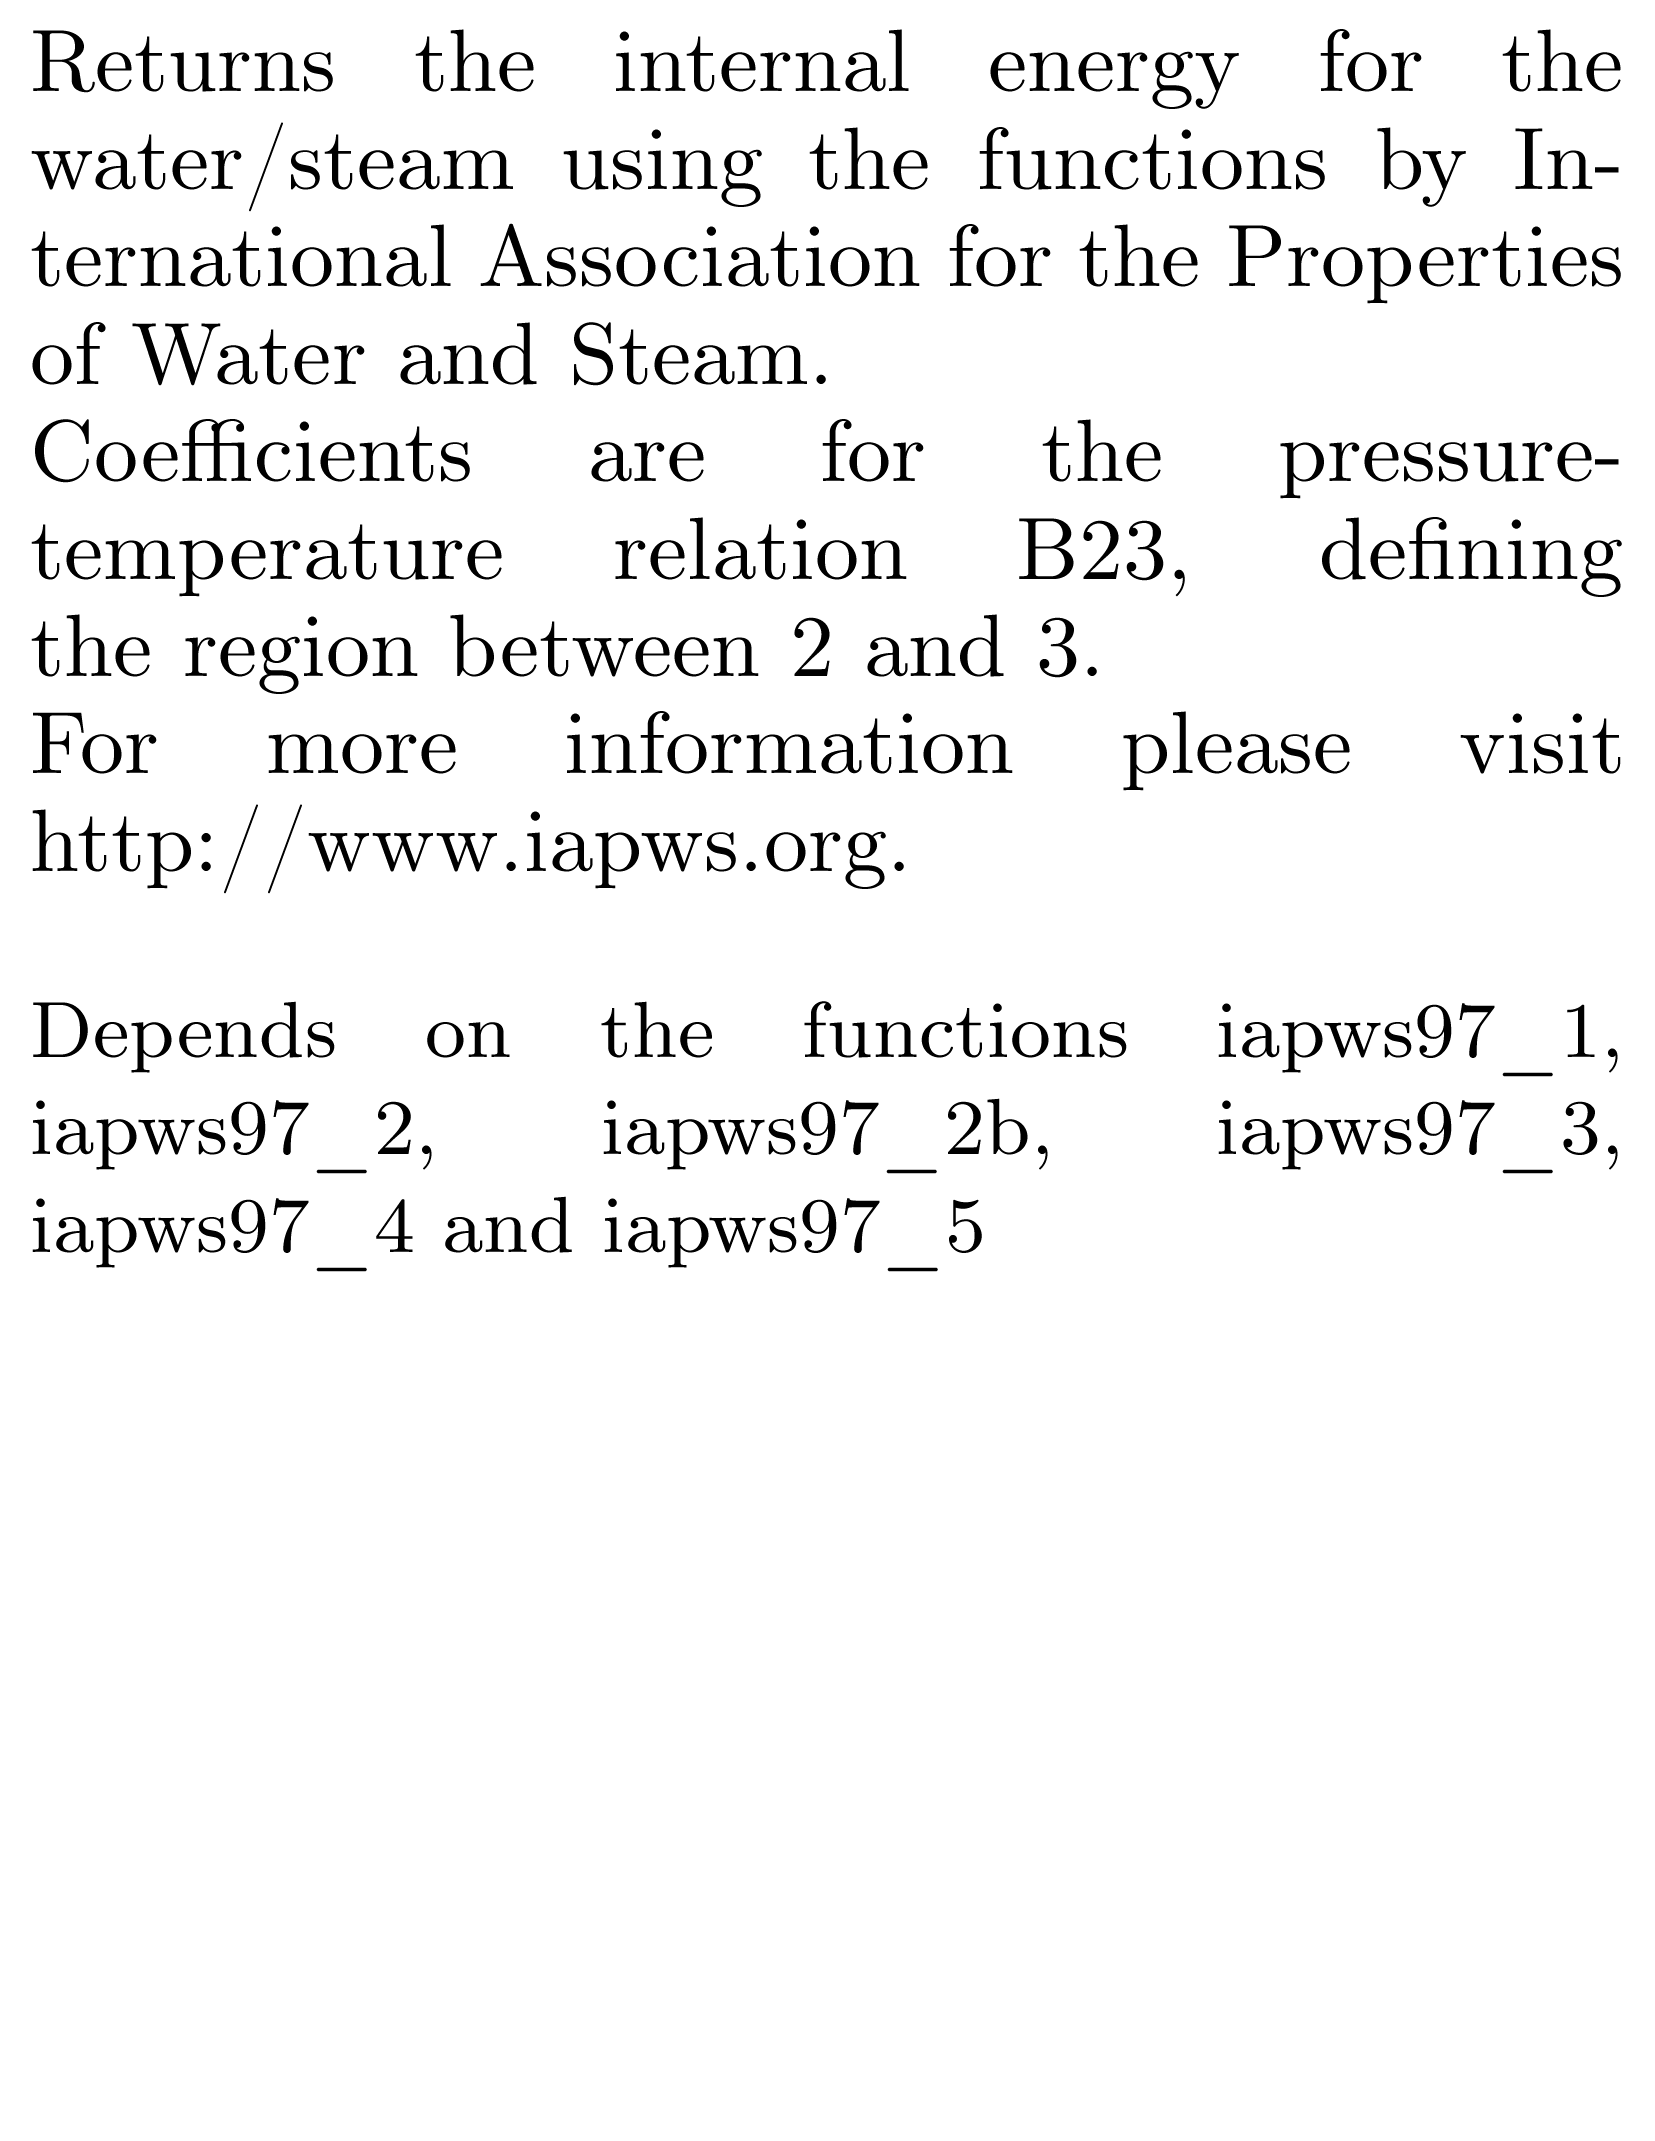 Returns the internal energy for the
water/steam using the functions by In-
ternational Association for the Properties
of Water and Steam.
Coefficients are for the pressure-
temperature relation B23, defining
the region between 2 and 3.
For more information please visit
http://www.iapws.org.
Depends on the functions iapws97_1,
iapws97_2, iapws97_2b, iapws97_3,
iapws97_4 and iapws97_5